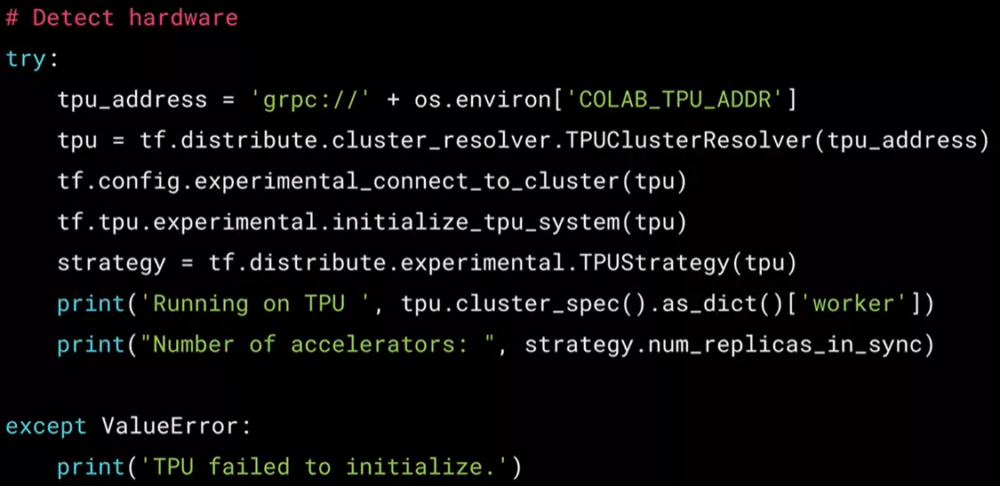 # Detect hardware
try:
    tpu_address = 'grpc://' + os.environ['COLAB_TPU_ADDR']
    tpu = tf.distribute.cluster_resolver.TPUClusterResolver(tpu_address)
    tf.config.experimental_connect_to_cluster(tpu)
    tf.tpu.experimental.initialize_tpu_system(tpu)
    strategy = tf.distribute.experimental.TPUStrategy(tpu)
    print('Running on TPU ', tpu.cluster_spec().as_dict()['worker'])
    print("Number of accelerators: ", strategy.num_replicas_in_sync)
except ValueError:
    print('TPU failed to initialize.')